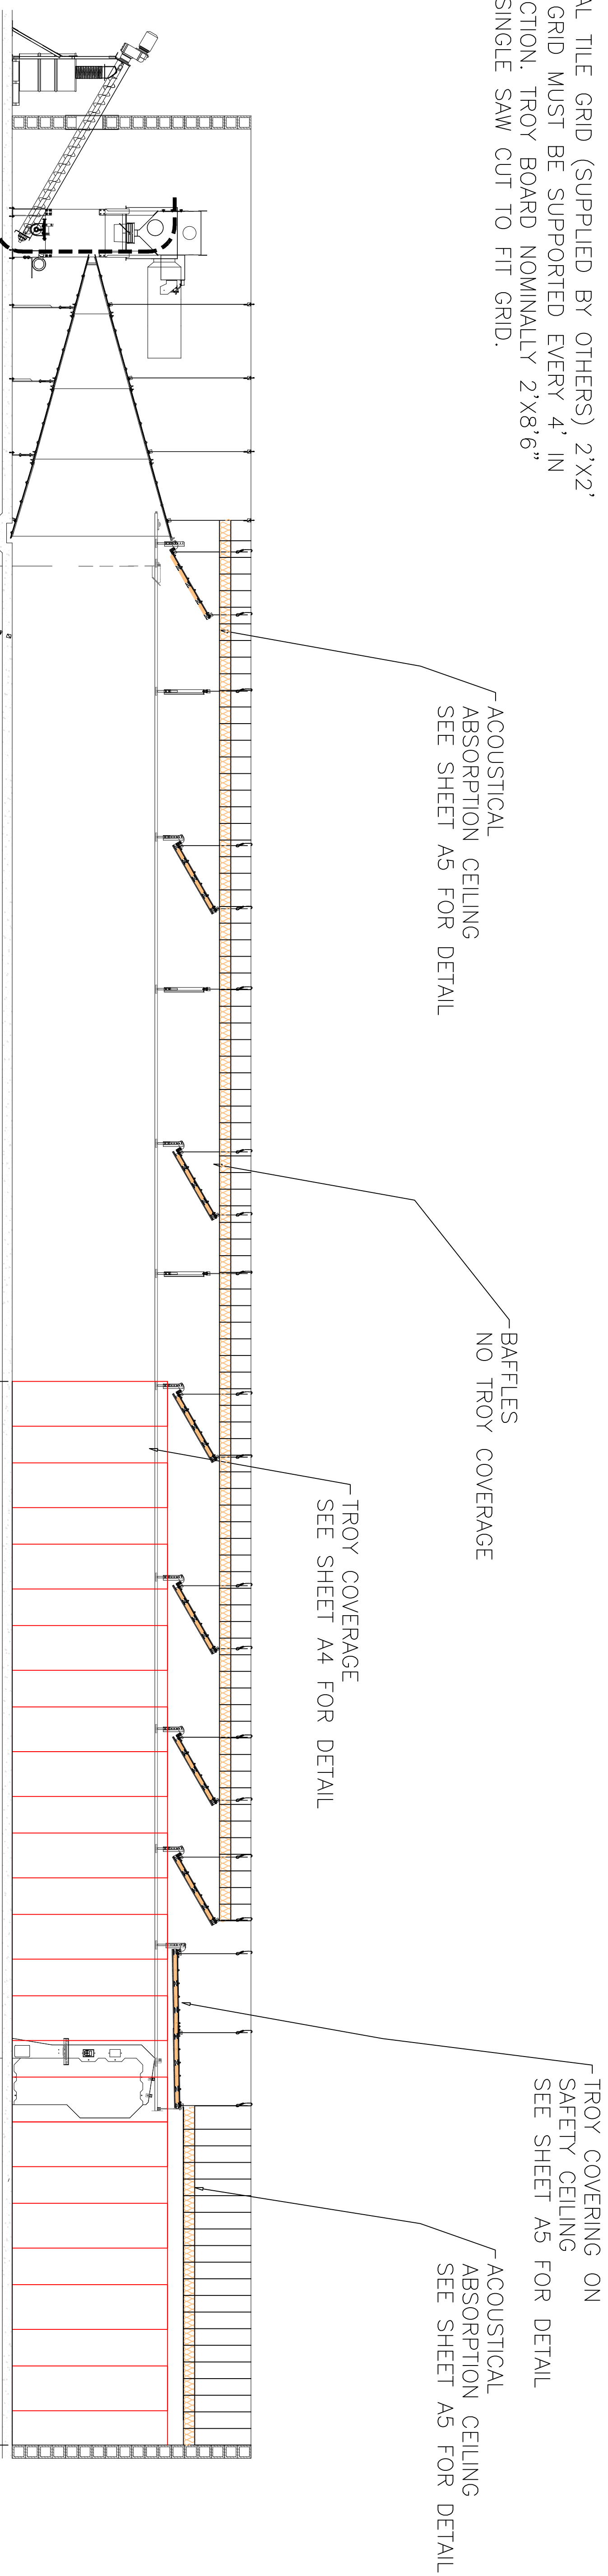 AL TILE GRID (SUPPLIED BY OTHERS) 2'X2'
GRID MUST BE SUPPORTED EVERY 4' IN
CTION. TROY BOARD NOMINALLY 2'X8'6"
SINGLE SAW CUT TO FIT GRID.
ACOUSTICAL
ABSORPTION CEILING
SEE SHEET A5 FOR DETAIL
BAFFLES
NO TROY COVERAGE
TROY COVERAGE
SEE SHEET A4 FOR DETAIL
TROY COVERING ON
SAFETY CEILING
SEE SHEET A5 FOR DETAIL
ACOUSTICAL
ABSORPTION CEILING
SEE SHEET A5 FOR DETAIL